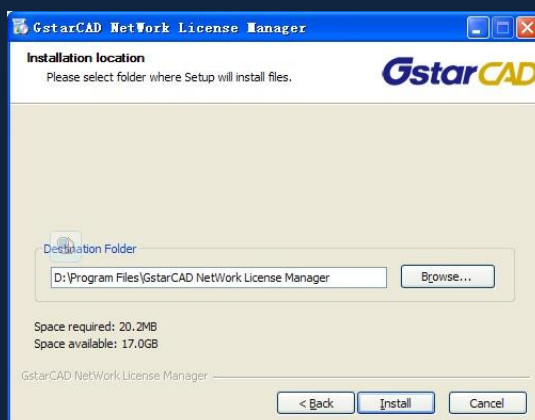 GstarCAD NetWork License Manager
Installation location
Please select folder where Setup will install files.
GstarCAD
Destination Folder
D:\Program Files\GstarCAD NetWork License Manager
Browse...
Space required: 20.2MB
Space available: 17.0GB
GstarCAD NetWork License Manager
< Back
Install
Cancel